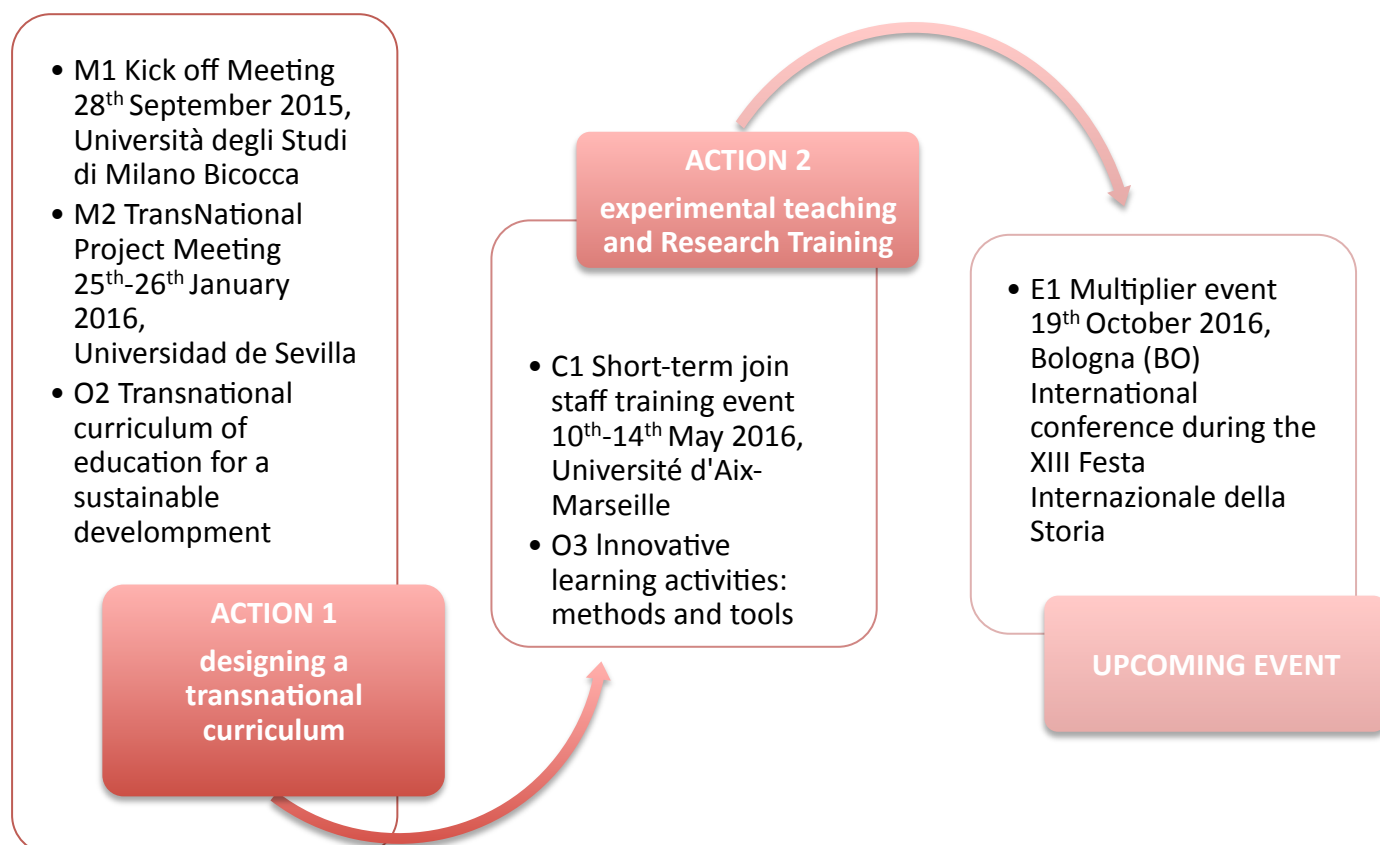 • M1 Kick off Meeting
28th September 2015,
Università degli Studi
di Milano Bicocca
• M2 TransNational
Project Meeting
25th-26th January
2016,
Universidad de Sevilla
• O2 Transnational
curriculum of
education for a
sustainable
develompment
ACTION 1
designing a
transnational
curriculum
ACTION 2
experimental teaching
and Research Training
• C1 Short-term join
staff training event
10th-14th May 2016,
Université d'Aix-
Marseille
• O3 Innovative
learning activities:
methods and tools
• E1 Multiplier event
19th October 2016,
Bologna (BO)
International
conference during the
XIII Festa
Internazionale della
Storia
UPCOMING EVENT